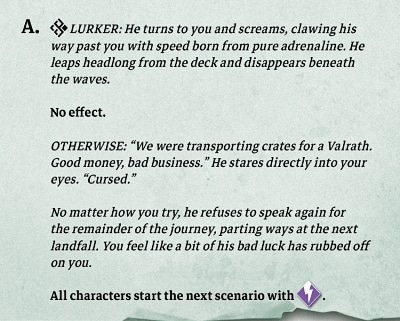 A. LURKER: He turns to you and screams, clawing his
way past you with speed born from pure adrenaline. He
leaps headlong from the deck and disappears beneath
the waves.
No effect.
OTHERWISE: “We were transporting crates for a Valrath.
Good money, bad business.” He stares directly into your
eyes. “Cursed.”
No matter how you try, he refuses to speak again for
the remainder of the journey, parting ways at the next
landfall. You feel like a bit of his bad luck has rubbed off
on you.
All characters start the next scenario with .